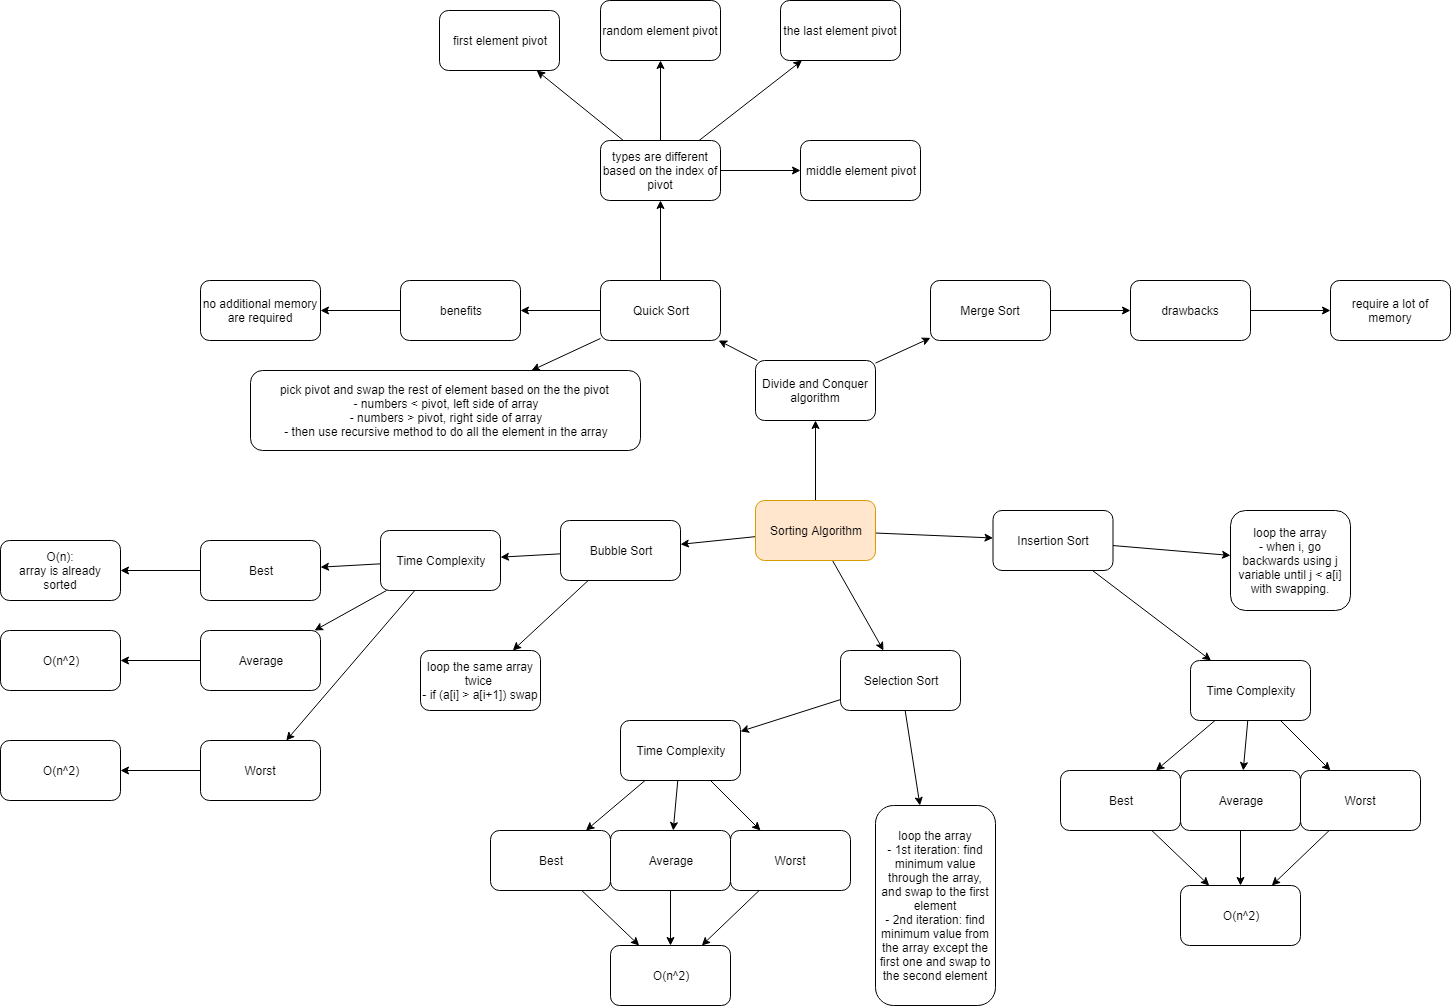 first element pivot
random element pivot
the last element pivot
types are different
based on the index of
pivot
middle element pivot
no additional memory
are required
benefits
Quick Sort
Merge Sort
drawbacks
require a lot of
memory
pick pivot and swap the rest of element based on the the pivot
- numbers < pivot, left side of array
- numbers > pivot, right side of array
- then use recursive method to do all the element in the array
Divide and Conquer
algorithm
Sorting Algorithm
Bubble Sort
Time Complexity
Best
O(n):
array is already
sorted
Average
O(n^2)
Worst
O(n^2)
loop the same array
twice
- if (a[i] > a[i+1]) swap
Insertion Sort
loop the array
- when i, go
backwards using j
variable until j < a[i]
with swapping.
Time Complexity
Best
Average
Worst
O(n^2)
Selection Sort
Time Complexity
Best
Average
Worst
O(n^2)
loop the array
- 1st iteration: find
minimum value
through the array,
and swap to the first
element
- 2nd iteration: find
minimum value from
the array except the
first one and swap to
the second element